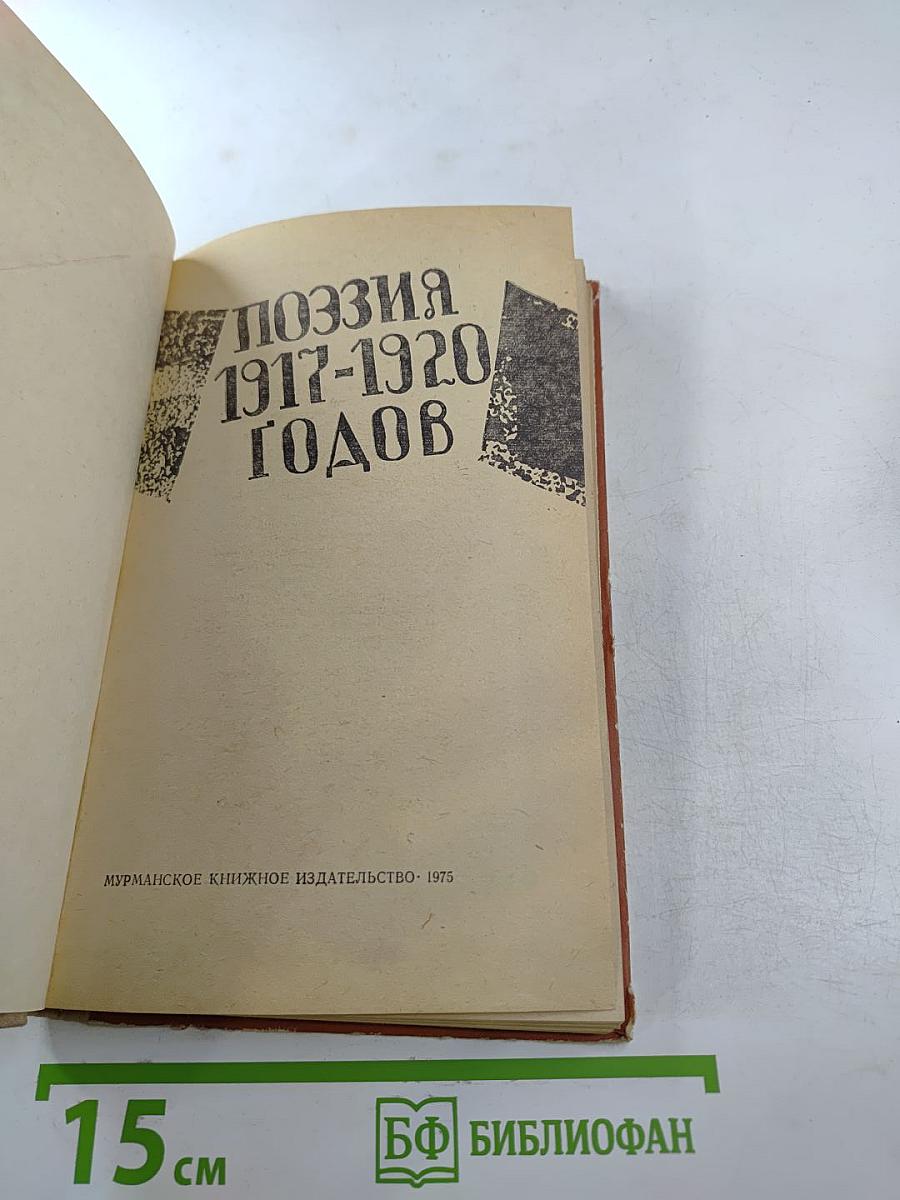 ПОЭЗИЯ
1917-1920
ГОДОВ
МУРМАНСКОЕ КНИЖНОЕ ИЗДАТЕЛЬСТВО · 1975
15 см
БФ БИБЛИОФАН